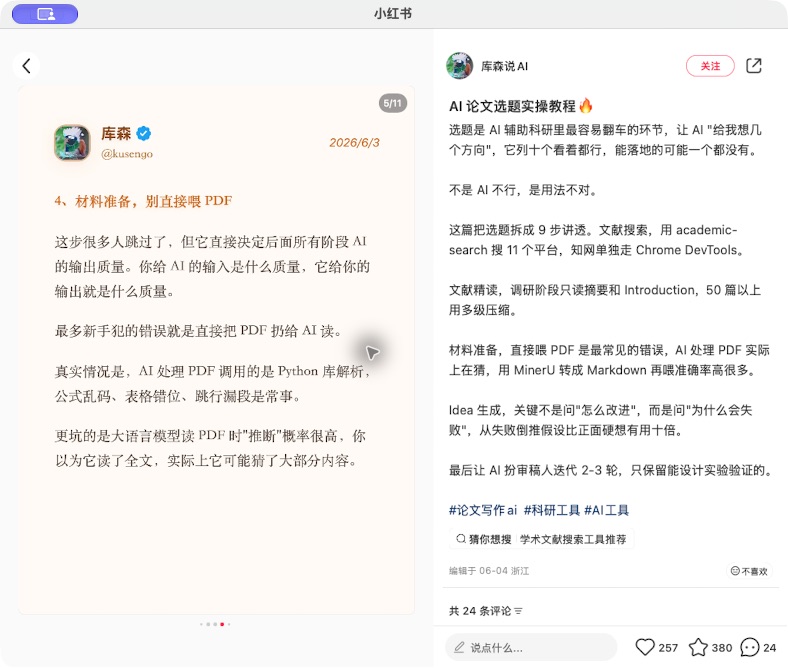 小红书
5/11
库森
@kusengo
2026/6/3
4、材料准备，别直接喂 PDF
这步很多人跳过了，但它直接决定后面所有阶段 AI
的输出质量。你给 AI 的输入是什么质量，它给你的
输出就是什么质量。
最多新手犯的错误就是直接把 PDF 扔给 AI 读。
真实情况是，AI 处理 PDF 调用的是 Python 库解析，
公式乱码、表格错位、跳行漏段是常事。
更坑的是大语言模型读 PDF 时"推断"概率很高，你
以为它读了全文，实际上它可能猜了大部分内容。
库森说AI
关注
AI 论文选题实操教程🔥
选题是 AI 辅助科研里最容易翻车的环节，让 AI "给我想几
个方向"，它列十个看着都行，能落地的可能一个都没有。
不是 AI 不行，是用法不对。
这篇把选题拆成 9 步讲透。文献搜索，用 academic-
search 搜 11 个平台，知网单独走 Chrome DevTools。
文献精读，调研阶段只读摘要和 Introduction，50 篇以上
用多级压缩。
材料准备，直接喂 PDF 是最常见的错误，AI 处理 PDF 实际
上在猜，用 MinerU 转成 Markdown 再喂准确率高很多。
Idea 生成，关键不是问"怎么改进"，而是问"为什么会失
败"，从失败倒推假设比正面硬想有用十倍。
最后让 AI 扮审稿人迭代 2-3 轮，只保留能设计实验验证的。
#论文写作ai #科研工具 #AI工具
猜你想搜 学术文献搜索工具推荐
编辑于 06-04 浙江
不喜欢
共 24 条评论
说点什么...
257
380
24